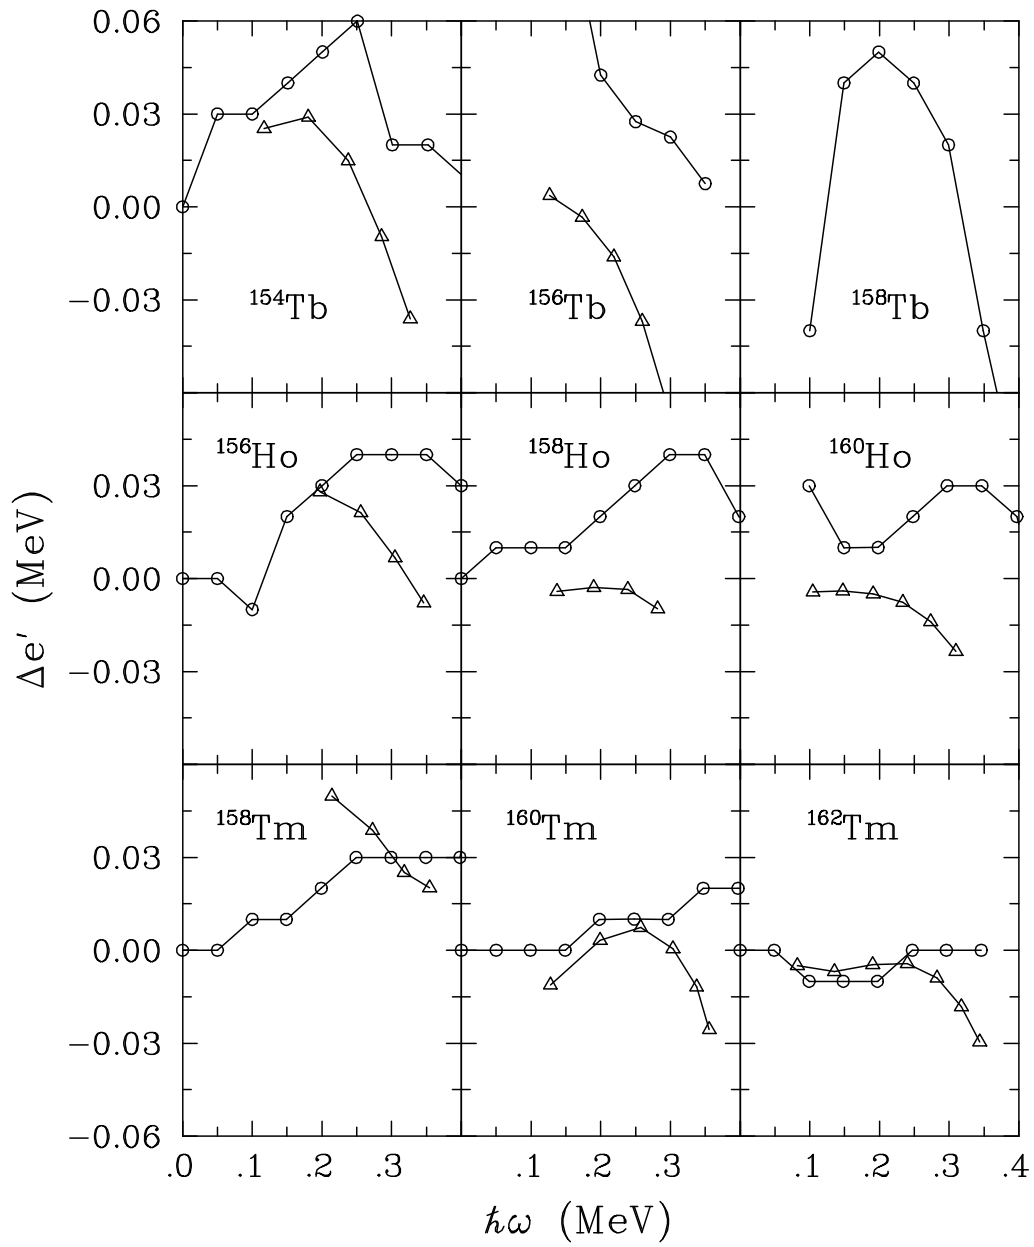 0.06
0.03
0.00
−0.03
¹⁵⁴Tb
¹⁵⁶Tb
¹⁵⁸Tb
¹⁵⁶Ho
¹⁵⁸Ho
¹⁶⁰Ho
0.03
0.00
−0.03
Δe′ (MeV)
¹⁵⁸Tm
¹⁶⁰Tm
¹⁶²Tm
0.03
0.00
−0.03
−0.06
.0 .1 .2 .3 .1 .2 .3 .1 .2 .3 .4
ℏω (MeV)